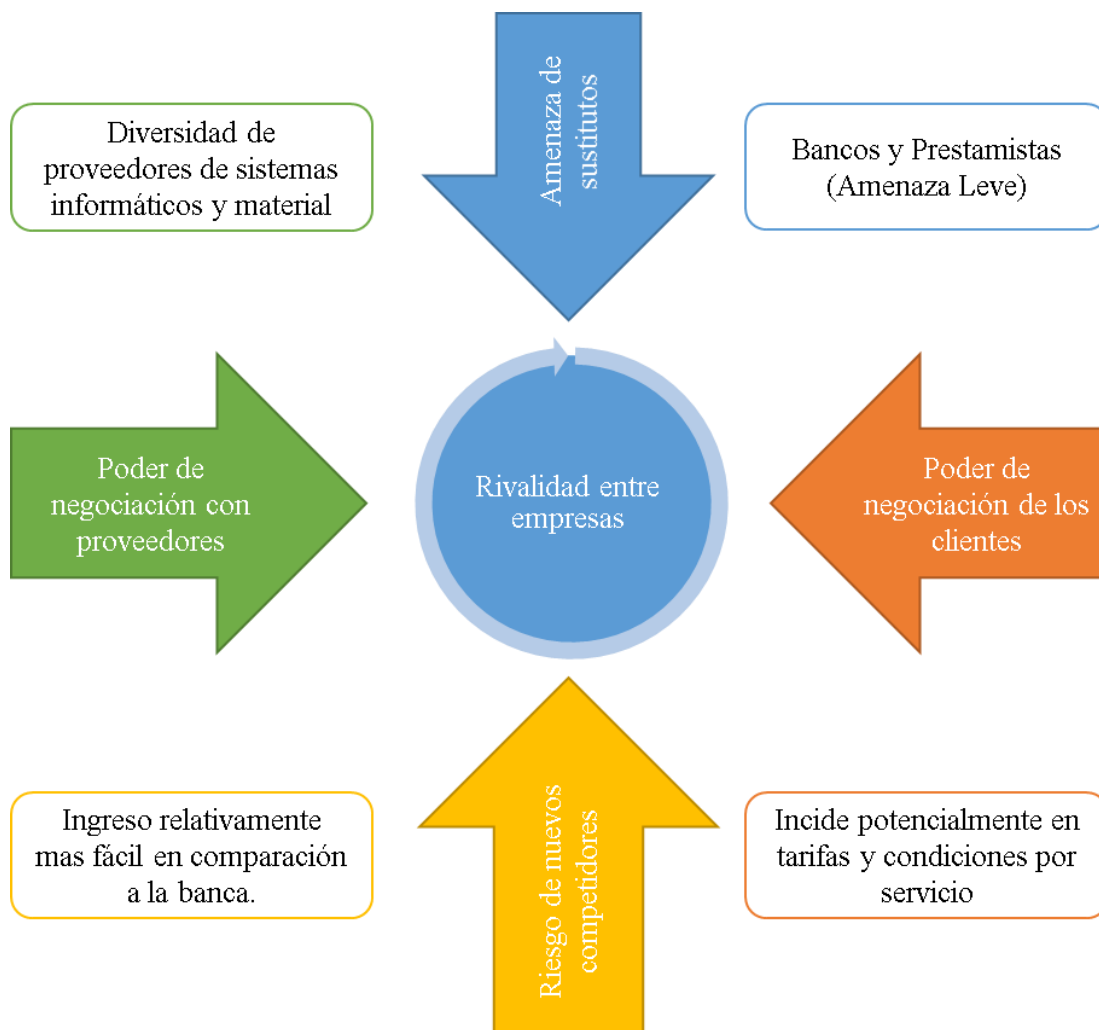 Amenaza de
sustitutos
Diversidad de
proveedores de sistemas
informáticos y material
Bancos y Prestamistas
(Amenaza Leve)
Poder de
negociación con
proveedores
Rivalidad entre
empresas
Poder de
negociación de los
clientes
Ingreso relativamente
mas fácil en comparación
a la banca.
Riesgo de nuevos
competidores
Incide potencialmente en
tarifas y condiciones por
servicio